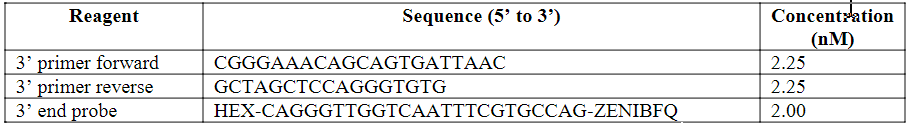 Reagent Sequence (5’ to 3’) Concentration
(nM)
3’ primer forward CGGGAAACAGCAGTGATTAAC 2.25
3’ primer reverse GCTAGCTCCAGGGTGTG 2.25
3’ end probe HEX-CAGGGTTGGTCAATTTCGTGCCAG-ZENIBFQ 2.00